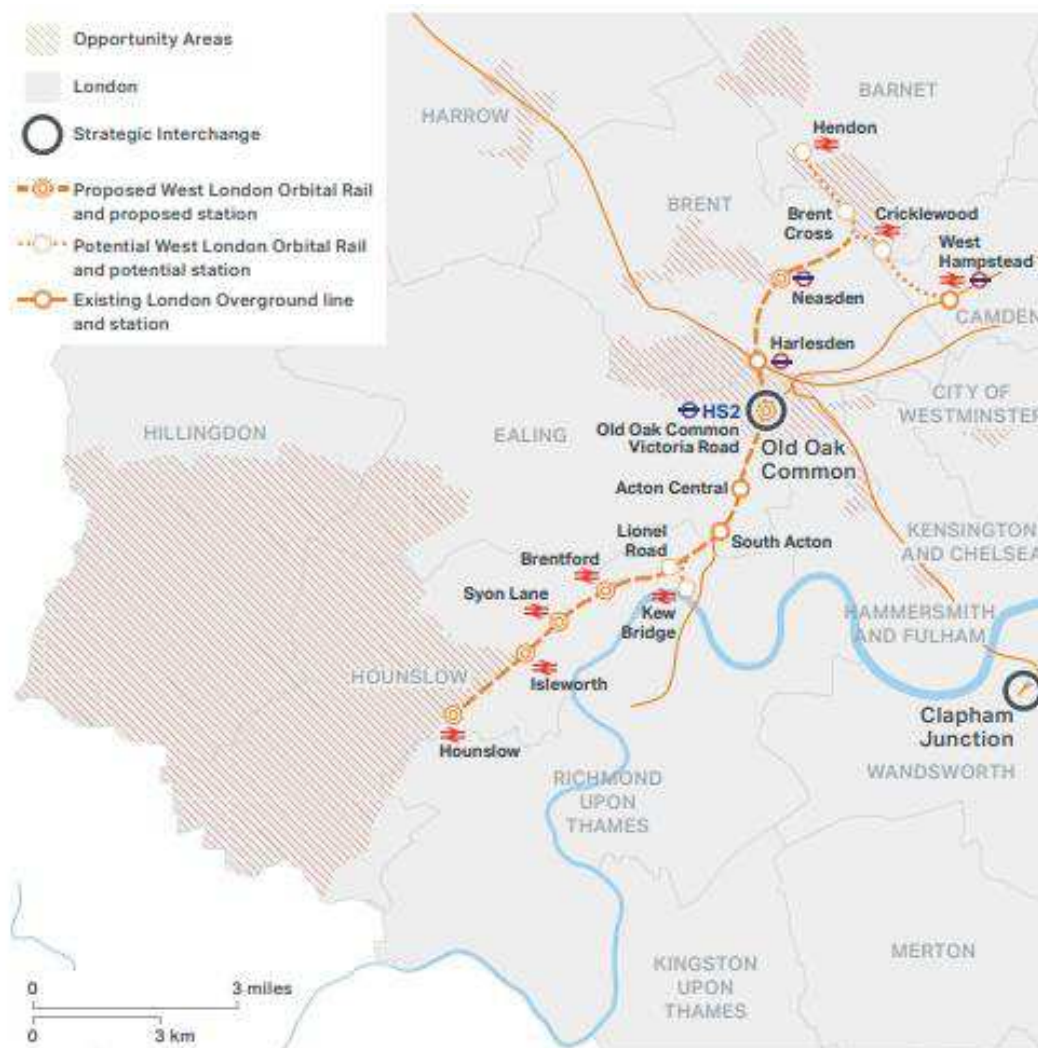 Opportunity Areas
London
Strategic Interchange
Proposed West London Orbital Rail
and proposed station
Potential West London Orbital Rail
and potential station
Existing London Overground line
and station
HARROW
BARNET
Hendon
BRENT
Brent
Cross
Cricklewood
West
Hampstead
Neasden
CAMDEN
Harlesden
CITY OF
WESTMINSTER
HS2
Old Oak Common
Victoria Road
Old Oak
Common
HILLINGDON
EALING
Acton Central
Lionel
Road
South Acton
KENSINGTON
AND CHELSEA
Brentford
Syon Lane
Kew
Bridge
HAMMERSMITH
AND FULHAM
HOUNSLOW
Isleworth
Hounslow
Clapham
Junction
RICHMOND
UPON
THAMES
WANDSWORTH
MERTON
KINGSTON
UPON
THAMES
0 3 miles
0 3 km